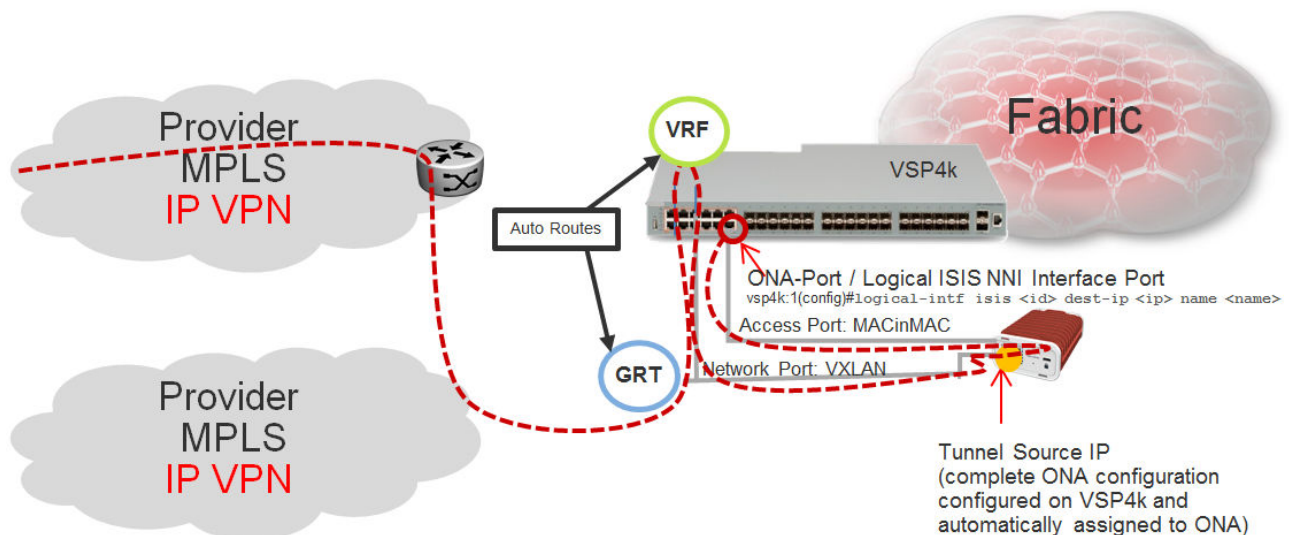 Provider
MPLS
IP VPN
VRF
VSP4k
Fabric
Auto Routes
ONA-Port / Logical ISIS NNI Interface Port
vsp4k:1(config)#logical-intf isis <id> dest-ip <ip> name <name>
Access Port: MACinMAC
GRT
Network Port: VXLAN
Provider
MPLS
IP VPN
Tunnel Source IP
(complete ONA configuration
configured on VSP4k and
automatically assigned to ONA)